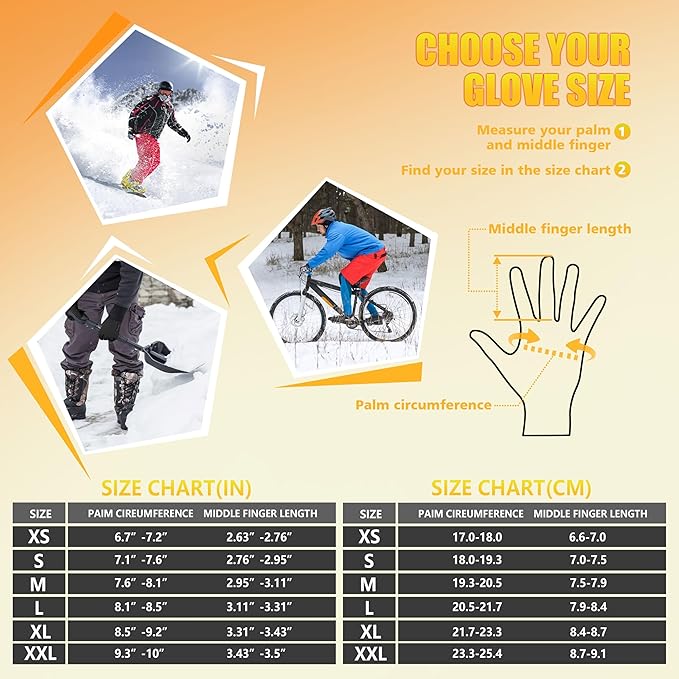 CHOOSE YOUR
GLOVE SIZE
Measure your palm 1
and middle finger
Find your size in the size chart 2
Middle finger length
Palm circumference
SIZE CHART(IN)
SIZE PAIM CIREUMFERENCE MIDDLE FINGER LENGTH
XS 6.7” -7.2” 2.63” -2.76”
S 7.1” -7.6” 2.76” -2.95”
M 7.6” -8.1” 2.95” -3.11”
L 8.1” -8.5” 3.11” -3.31”
XL 8.5” -9.2” 3.31” -3.43”
XXL 9.3” -10” 3.43” -3.5”
SIZE CHART(CM)
SIZE PALM CIRCUMFERENCE MIDDLE FINGER LENGTH
XS 17.0-18.0 6.6-7.0
S 18.0-19.3 7.0-7.5
M 19.3-20.5 7.5-7.9
L 20.5-21.7 7.9-8.4
XL 21.7-23.3 8.4-8.7
XXL 23.3-25.4 8.7-9.1